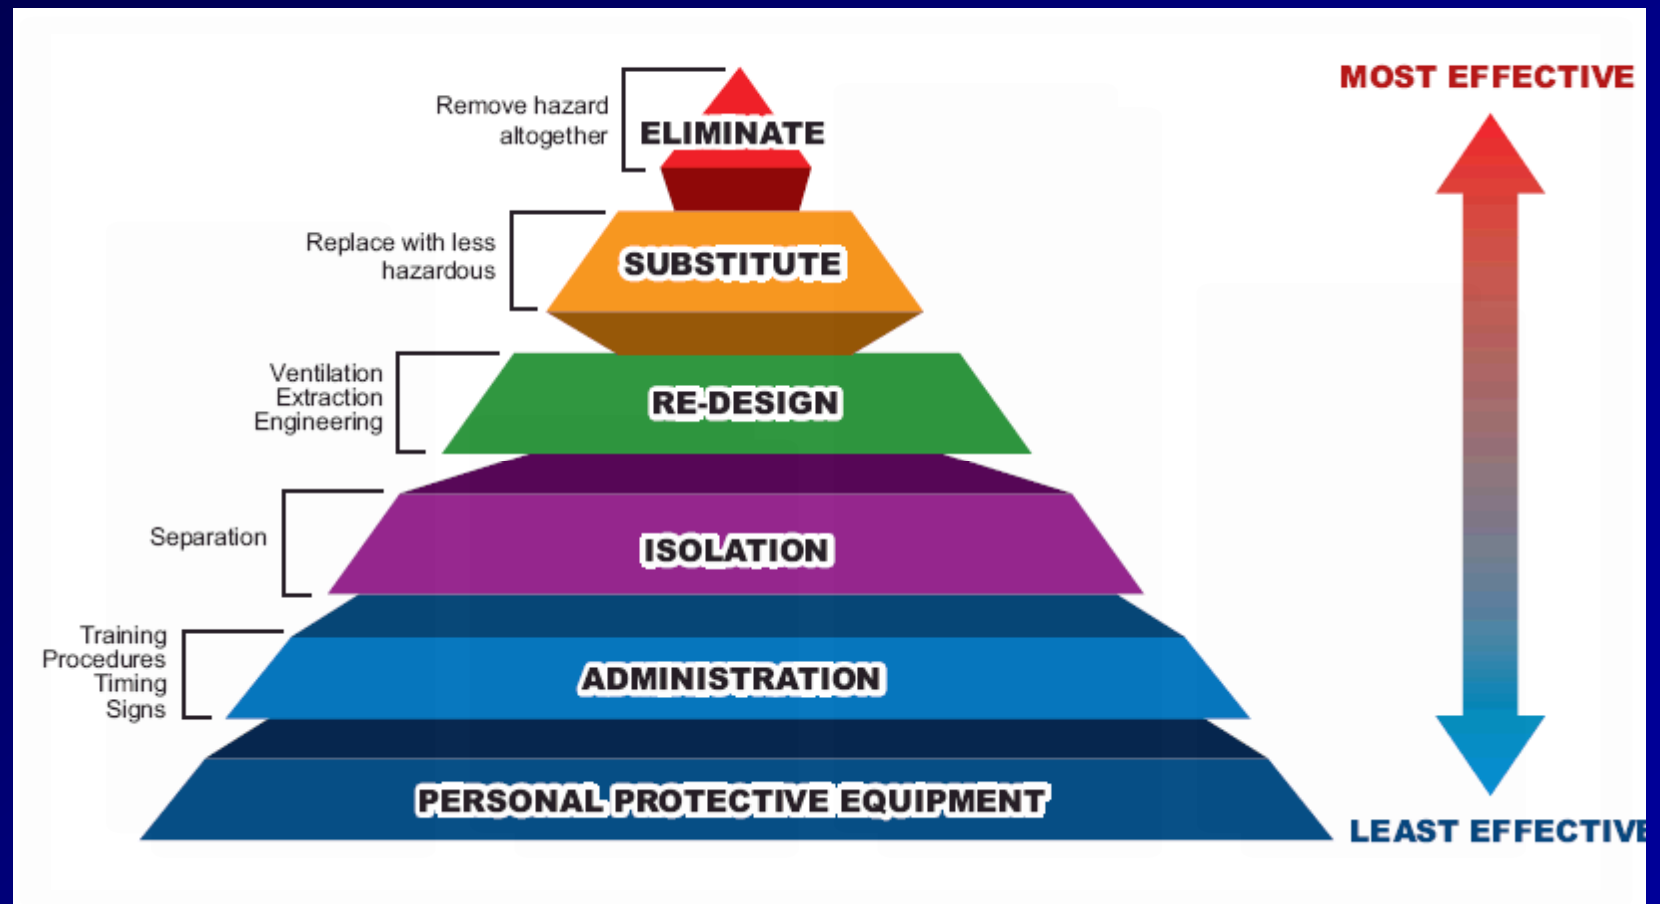 MOST EFFECTIVE
Remove hazard
altogether
ELIMINATE
Replace with less
hazardous
SUBSTITUTE
Ventilation
Extraction
Engineering
RE-DESIGN
Separation
ISOLATION
Training
Procedures
Timing
Signs
ADMINISTRATION
PERSONAL PROTECTIVE EQUIPMENT
LEAST EFFECTIVE